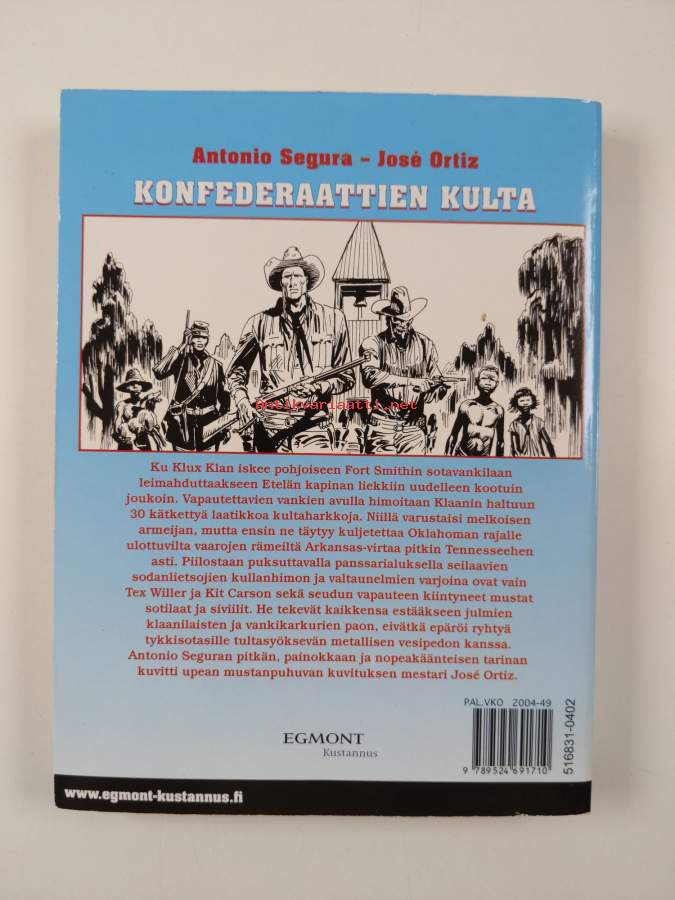 Antonio Segura – José Ortiz
KONFEDERAATTIEN KULTA
antikvariaatti.net
Ku Klux Klan iskee pohjoiseen Fort Smithin sotavankilaan
leimahduttaakseen Etelän kapinan liekkiin uudelleen kootuin
joukoin. Vapautettavien vankien avulla himoitaan Klaanin haltuun
30 kätkettyä laatikkoa kultaharkkoja. Niillä varustaisi melkoisen
armeijan, mutta ensin ne täytyy kuljetettaa Oklahoman rajalle
ulottuvilta vaarojen rämeiltä Arkansas-virtaa pitkin Tennesseehen
asti. Piilostaan puksuttavalla panssarialuksella seilaavien
sodanlietsojien kullanhimon ja valtaunelmien varjoina ovat vain
Tex Willer ja Kit Carson sekä seudun vapauteen kiintyneet mustat
sotilaat ja siviilit. He tekevät kaikkensa estääkseen julmien
klaanilaisten ja vankikarkurien paon, eivätkä epäröi ryhtyä
tykkisotasille tultasyöksevän metallisen vesipedon kanssa.
Antonio Seguran pitkän, painokkaan ja nopeakäänteisen tarinan
kuvitti upean mustanpuhuvan kuvituksen mestari José Ortiz.
PAL.VKO 2004-49
516831-0402
9 789524 691710
EGMONT
Kustannus
www.egmont-kustannus.fi